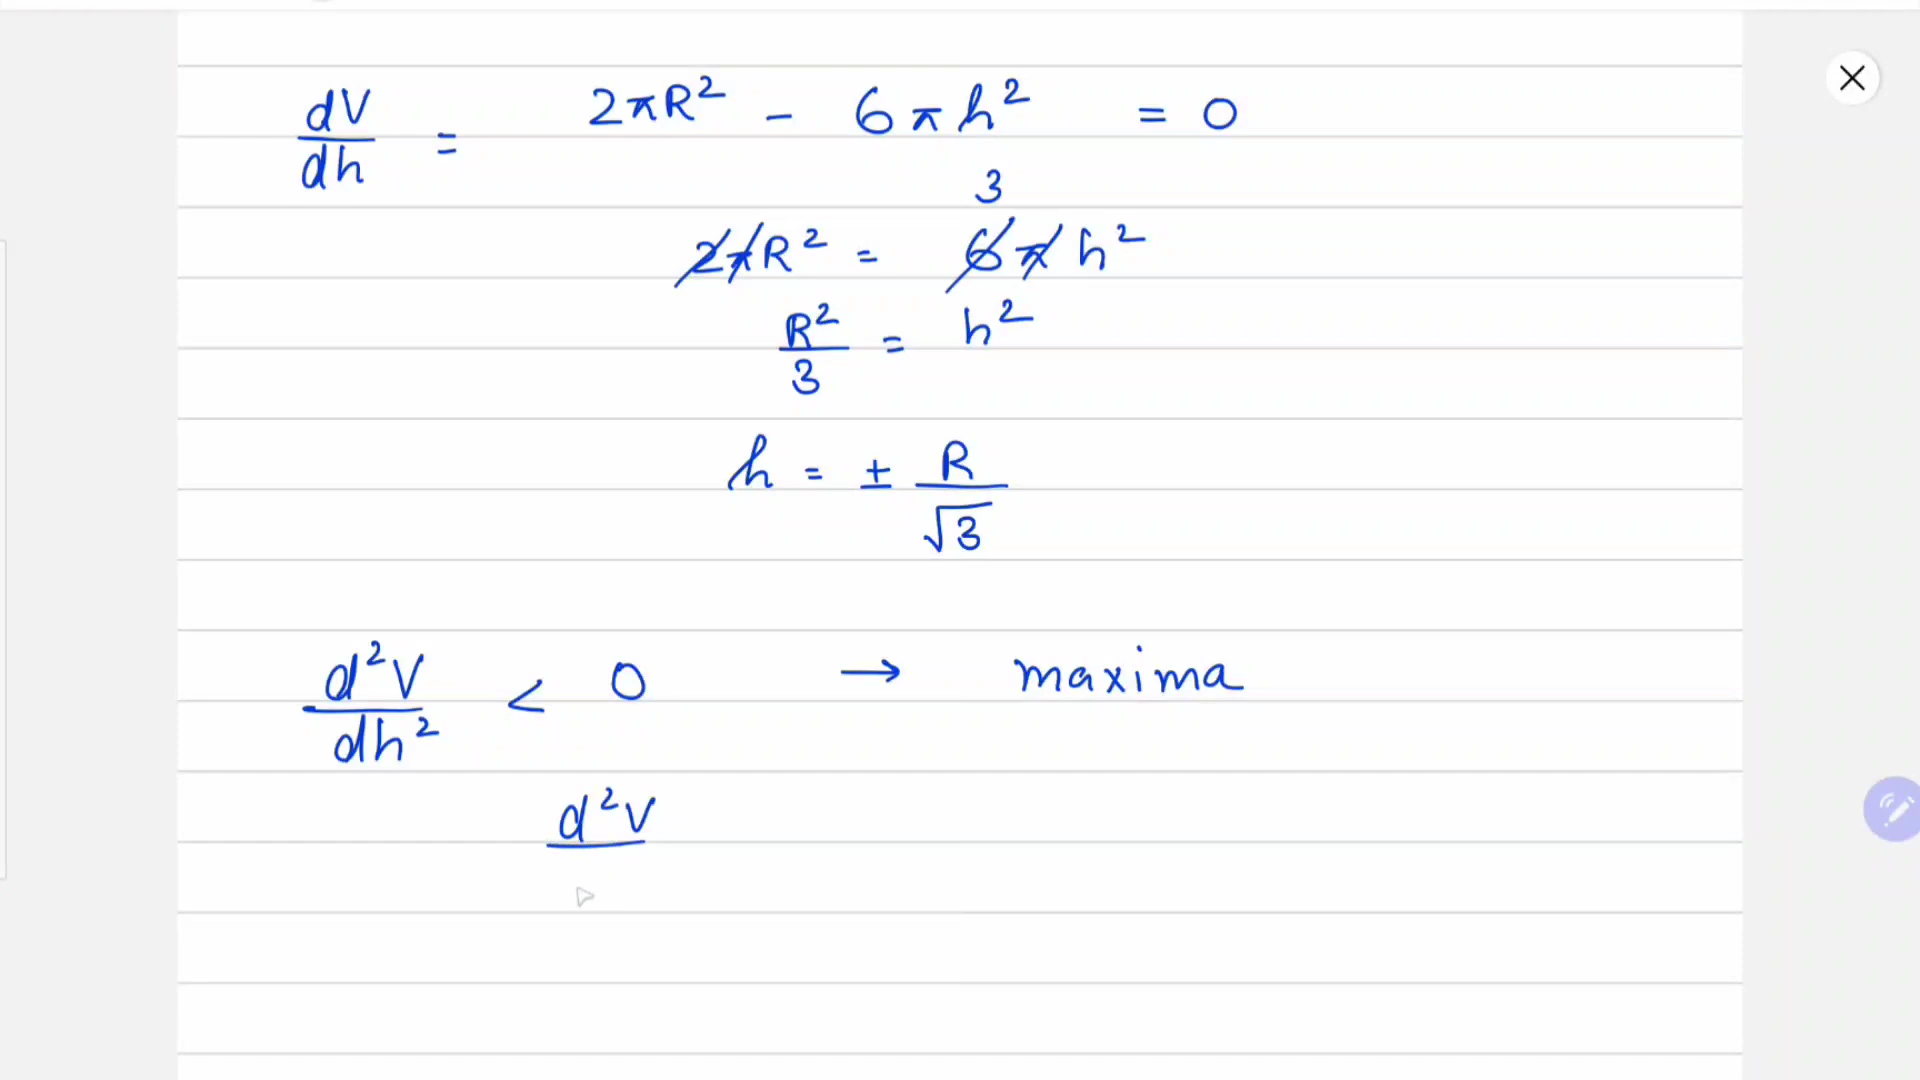 dV/dh = 2πR² - 6πh² = 0
3
2πR² = 6πh²
R²/3 = h²
h = ± R/√3
d²V/dh² < 0 → maxima
d²V